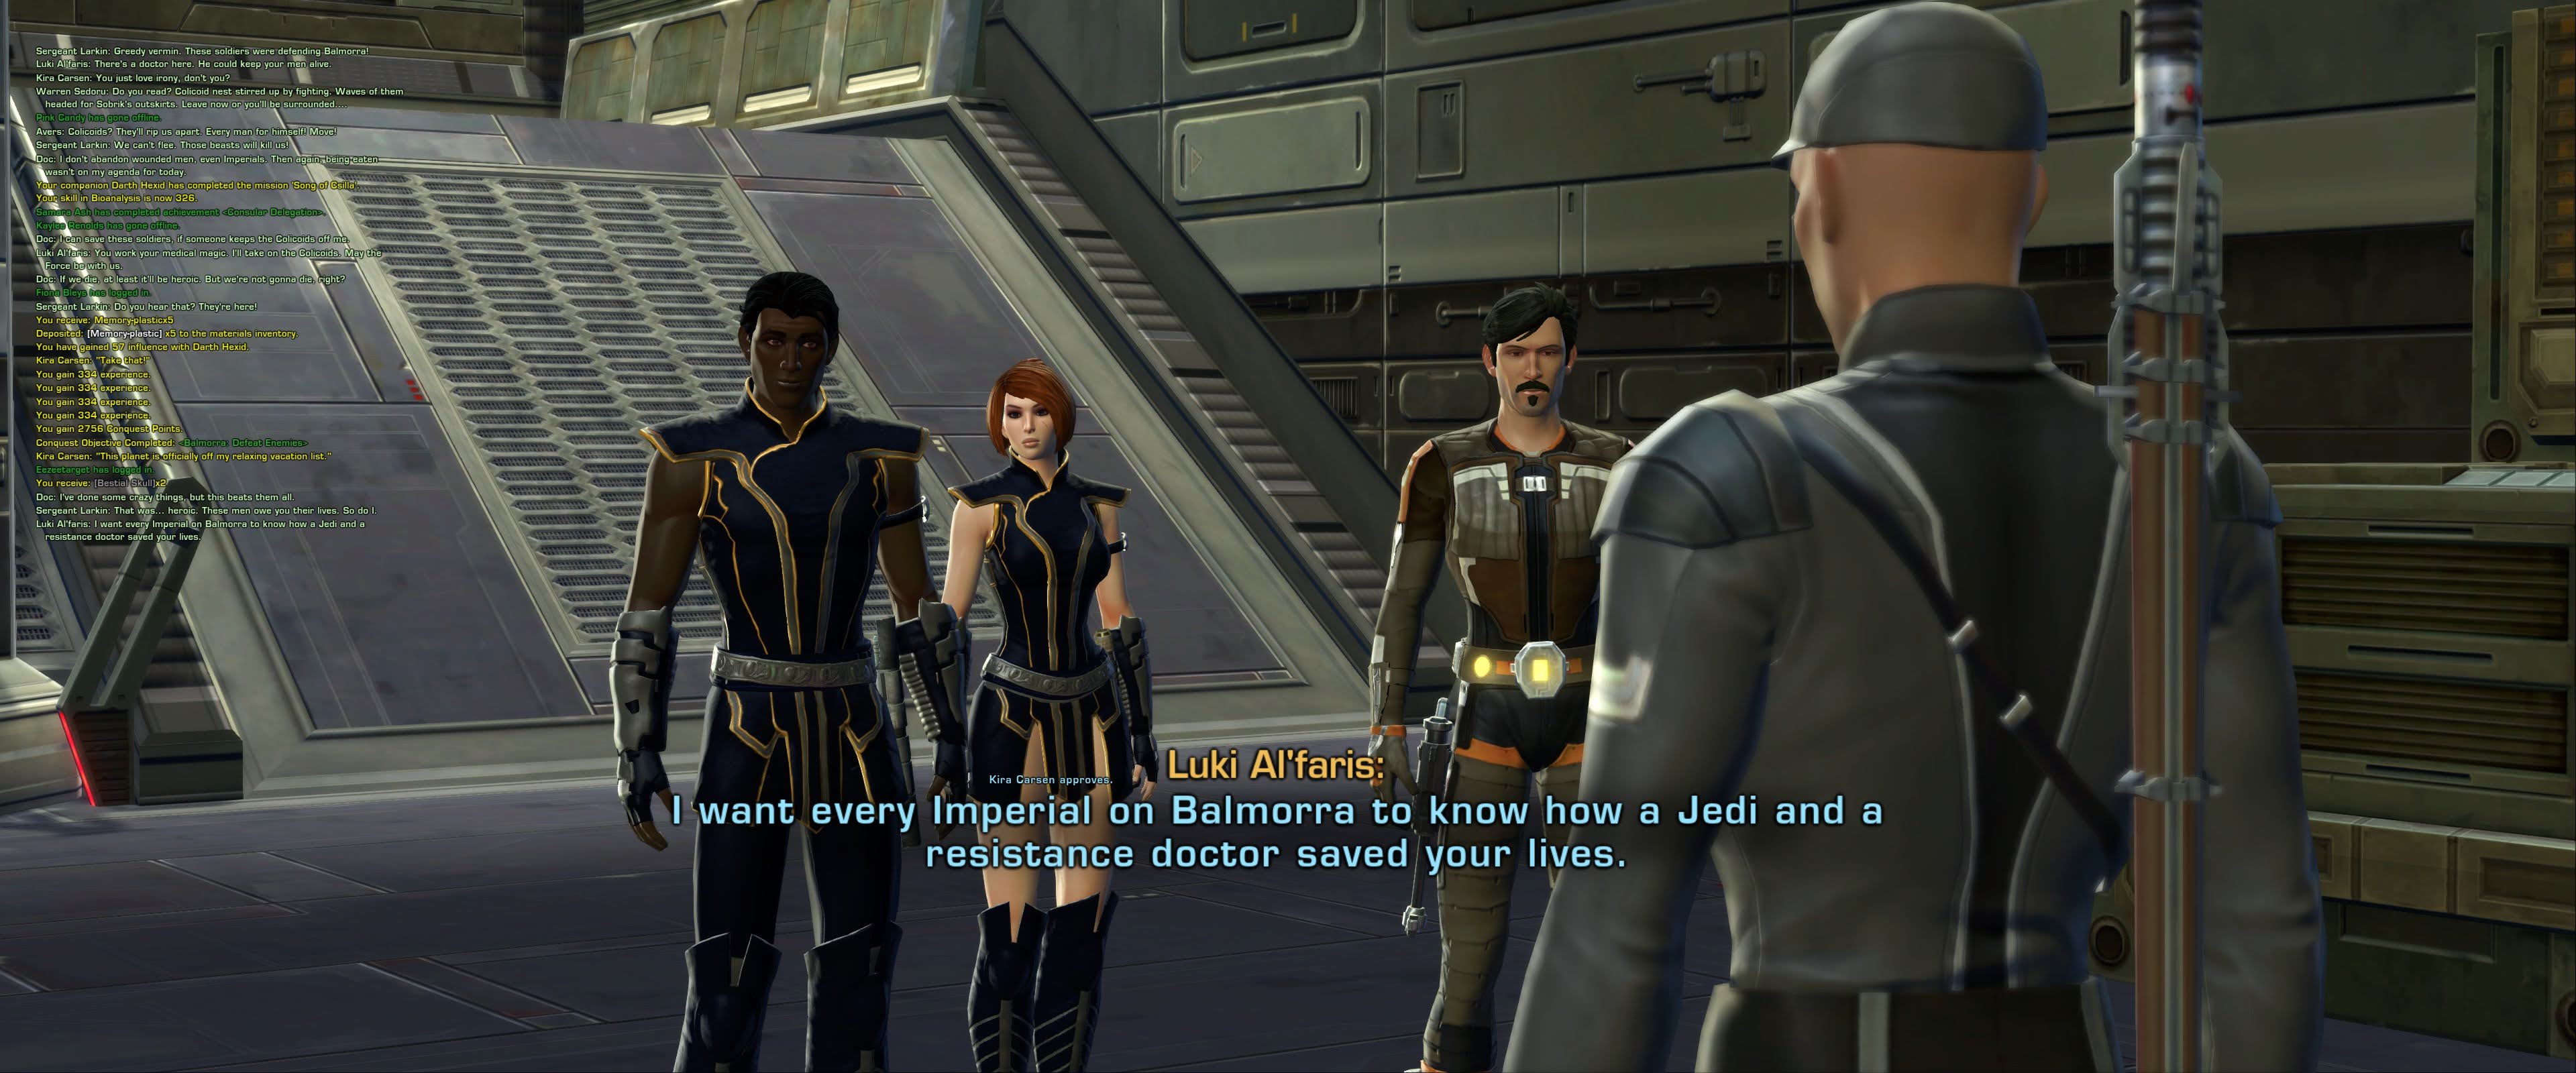 Sergeant Larkin: Greedy vermin. These soldiers were defending Balmorra!
Luki Al'faris: There's a doctor here. He could keep your men alive.
Kira Carsen: You just love irony, don't you?
Warren Sedoru: Do you read? Colicoid nest stirred up by fighting. Waves of them
headed for Sobrik's outskirts. Leave now or you'll be surrounded....
Pink Candy has gone offline.
Avers: Colicoids? They'll rip us apart. Every man for himself! Move!
Sergeant Larkin: We can't flee. Those beasts will kill us!
Doc: I don't abandon wounded men, even Imperials. Then again, being eaten
wasn't on my agenda for today.
Your companion Darth Hexid has completed the mission 'Song of Csilla'.
Your skill in Bioanalysis is now 326.
Samara Ash has completed achievement <Consular Delegation>.
Kaylee Renolds has gone offline.
Doc: I can save these soldiers, if someone keeps the Colicoids off me.
Luki Al'faris: You work your medical magic. I'll take on the Colicoids. May the
Force be with us.
Doc: If we die, at least it'll be heroic. But we're not gonna die, right?
Fiona Bleys has logged in.
Sergeant Larkin: Do you hear that? They're here!
You receive: Memory-plasticx5
Deposited: [Memory-plastic] x5 to the materials inventory.
You have gained 57 influence with Darth Hexid.
Kira Carsen: "Take that!"
You gain 334 experience.
You gain 334 experience.
You gain 334 experience.
You gain 334 experience.
You gain 2756 Conquest Points.
Conquest Objective Completed: <Balmorra: Defeat Enemies>
Kira Carsen: "This planet is officially off my relaxing vacation list."
Eezeetarget has logged in.
You receive: [Bestial Skull]x2
Doc: I've done some crazy things, but this beats them all.
Sergeant Larkin: That was... heroic. These men owe you their lives. So do I.
Luki Al'faris: I want every Imperial on Balmorra to know how a Jedi and a
resistance doctor saved your lives.
Kira Carsen approves.
Luki Al'faris:
I want every Imperial on Balmorra to know how a Jedi and a
resistance doctor saved your lives.